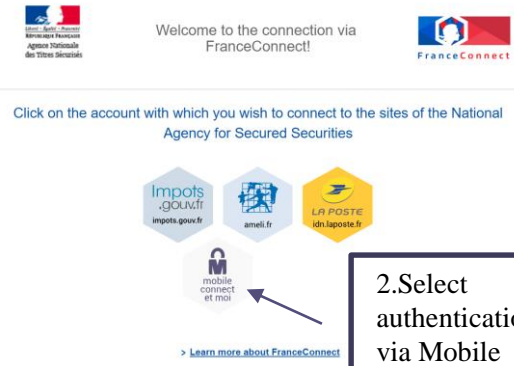 Liberté • Égalité • Fraternité
RÉPUBLIQUE FRANÇAISE
Agence Nationale
des Titres Sécurisés
Welcome to the connection via
FranceConnect!
FranceConnect
Click on the account with which you wish to connect to the sites of the National
Agency for Secured Securities
Impots
.gouv.fr
impots.gouv.fr
ameli.fr
LA POSTE
idn.laposte.fr
mobile
connect
et moi
2.Select
authenticatio
via Mobile
> Learn more about FranceConnect